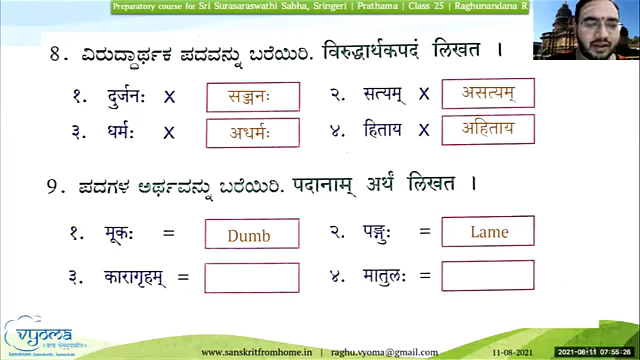 Preparatory course for Sri Surasaraswathi Sabha, Sringeri | Prathama | Class 25 | Raghunandana R
8. ವಿರುದ್ಧಾರ್ಥಕ ಪದವನ್ನು ಬರೆಯಿರಿ. विरुद्धार्थकपदं लिखत ।
१. दुर्जनः X सज्जनः २. सत्यम् X असत्यम्
३. धर्मः X अधर्मः ४. हिताय X अहिताय
9. ಪದಗಳ ಅರ್ಥವನ್ನು ಬರೆಯಿರಿ. पदानाम् अर्थं लिखत ।
१. मूकः = Dumb २. पङ्गुः = Lame
३. कारागृहम् = ४. मातुलः =
vyoma
www.sanskritfromhome.in | raghu.vyoma@gmail.com 11-08-2021
2021-08-11 07:55:26